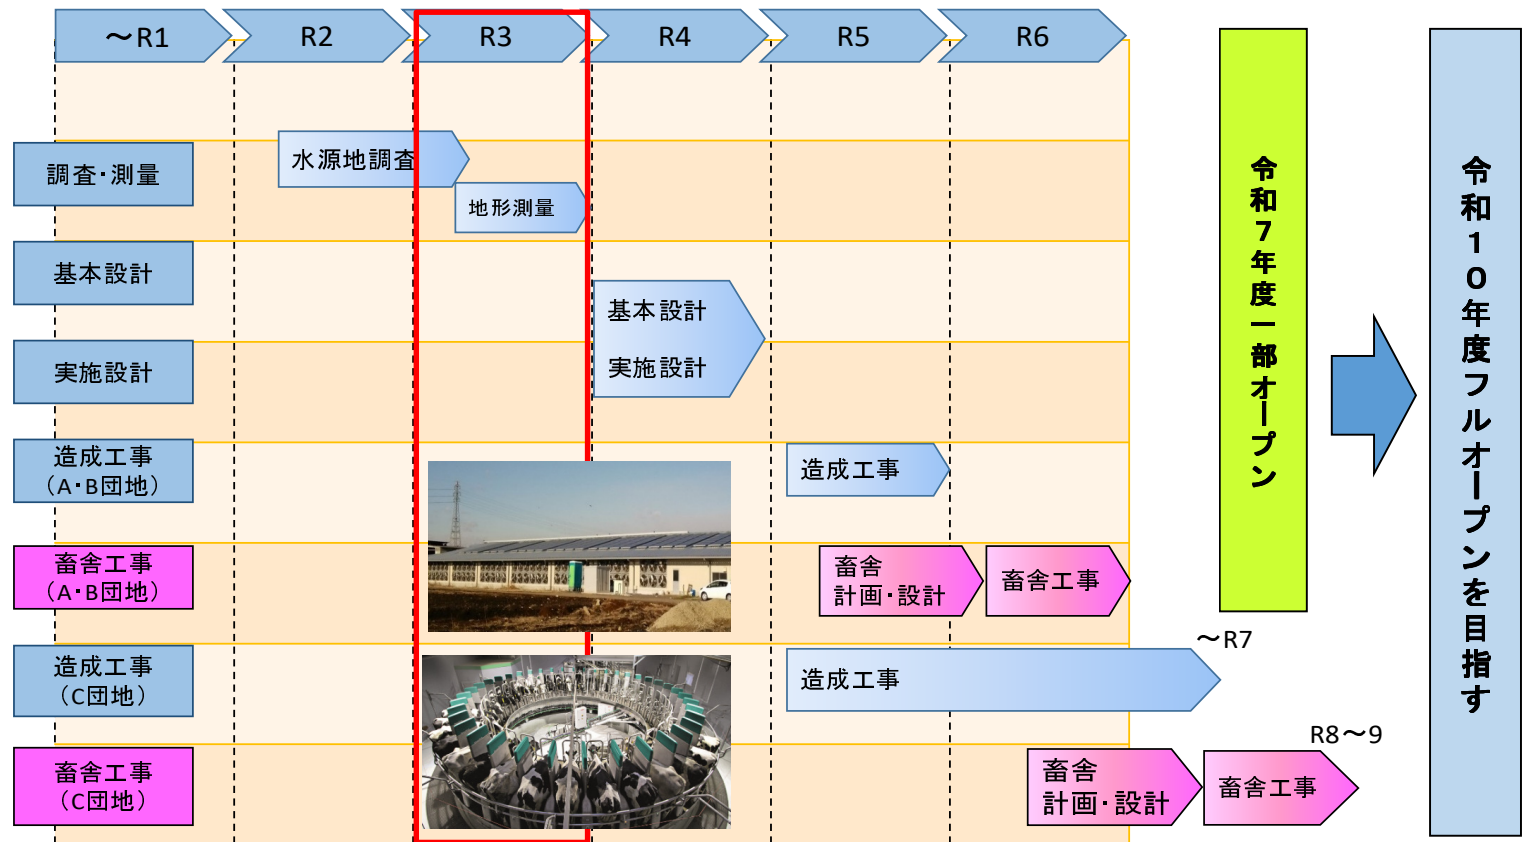 ～R1
R2
R3
R4
R5
R6
調査・測量
水源地調査
地形測量
基本設計
実施設計
基本設計
実施設計
造成工事
（A・B団地）
造成工事
畜舎工事
（A・B団地）
畜舎
計画・設計
畜舎工事
造成工事
（C団地）
造成工事
～R7
畜舎工事
（C団地）
畜舎
計画・設計
畜舎工事
R8～9
令和７年度一部オープン
令和１０年度フルオープンを目指す